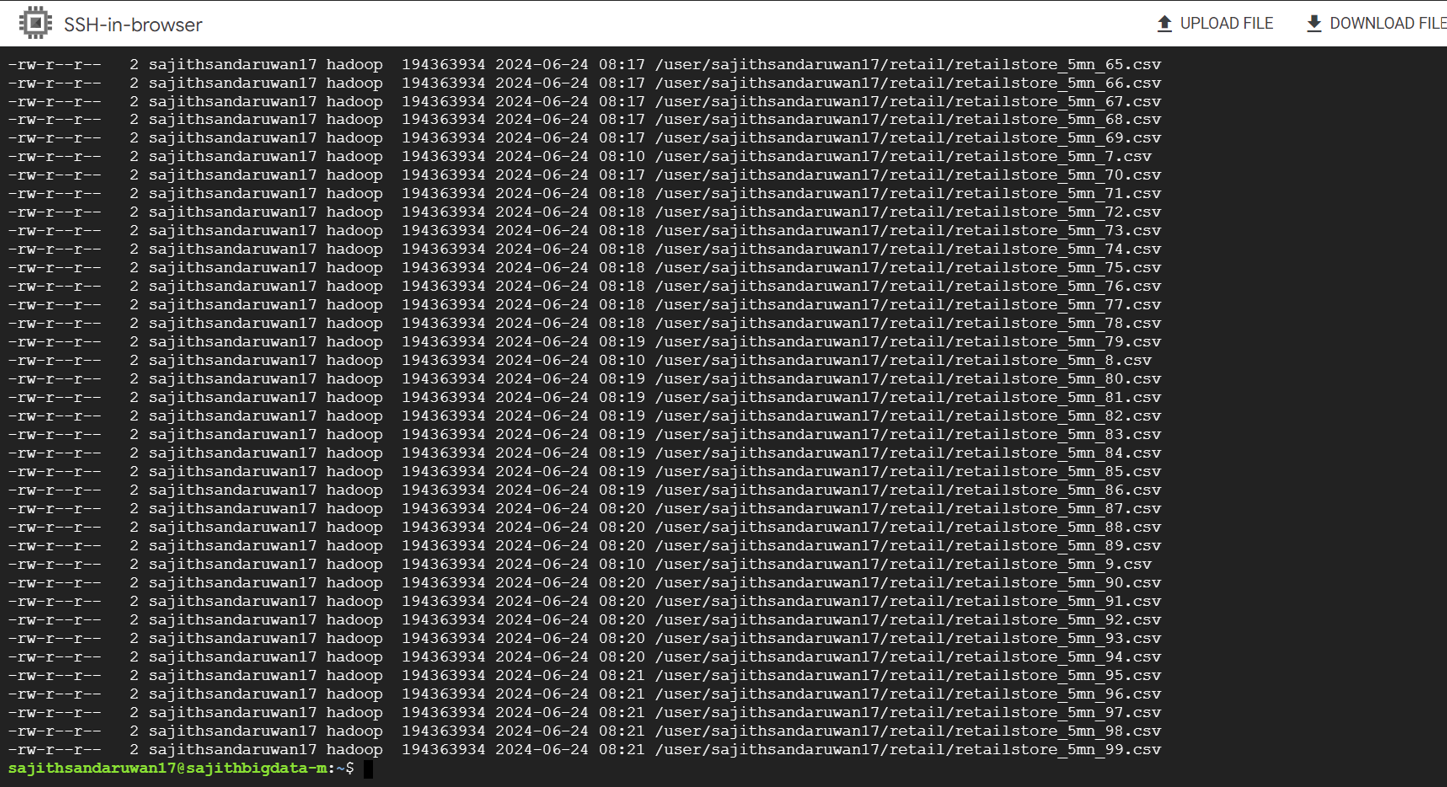 SSH-in-browser UPLOAD FILE DOWNLOAD FILE
-rw-r--r-- 2 sajithsandaruwan17 hadoop 194363934 2024-06-24 08:17 /user/sajithsandaruwan17/retail/retailstore_5mn_65.csv
-rw-r--r-- 2 sajithsandaruwan17 hadoop 194363934 2024-06-24 08:17 /user/sajithsandaruwan17/retail/retailstore_5mn_66.csv
-rw-r--r-- 2 sajithsandaruwan17 hadoop 194363934 2024-06-24 08:17 /user/sajithsandaruwan17/retail/retailstore_5mn_67.csv
-rw-r--r-- 2 sajithsandaruwan17 hadoop 194363934 2024-06-24 08:17 /user/sajithsandaruwan17/retail/retailstore_5mn_68.csv
-rw-r--r-- 2 sajithsandaruwan17 hadoop 194363934 2024-06-24 08:17 /user/sajithsandaruwan17/retail/retailstore_5mn_69.csv
-rw-r--r-- 2 sajithsandaruwan17 hadoop 194363934 2024-06-24 08:10 /user/sajithsandaruwan17/retail/retailstore_5mn_7.csv
-rw-r--r-- 2 sajithsandaruwan17 hadoop 194363934 2024-06-24 08:17 /user/sajithsandaruwan17/retail/retailstore_5mn_70.csv
-rw-r--r-- 2 sajithsandaruwan17 hadoop 194363934 2024-06-24 08:18 /user/sajithsandaruwan17/retail/retailstore_5mn_71.csv
-rw-r--r-- 2 sajithsandaruwan17 hadoop 194363934 2024-06-24 08:18 /user/sajithsandaruwan17/retail/retailstore_5mn_72.csv
-rw-r--r-- 2 sajithsandaruwan17 hadoop 194363934 2024-06-24 08:18 /user/sajithsandaruwan17/retail/retailstore_5mn_73.csv
-rw-r--r-- 2 sajithsandaruwan17 hadoop 194363934 2024-06-24 08:18 /user/sajithsandaruwan17/retail/retailstore_5mn_74.csv
-rw-r--r-- 2 sajithsandaruwan17 hadoop 194363934 2024-06-24 08:18 /user/sajithsandaruwan17/retail/retailstore_5mn_75.csv
-rw-r--r-- 2 sajithsandaruwan17 hadoop 194363934 2024-06-24 08:18 /user/sajithsandaruwan17/retail/retailstore_5mn_76.csv
-rw-r--r-- 2 sajithsandaruwan17 hadoop 194363934 2024-06-24 08:18 /user/sajithsandaruwan17/retail/retailstore_5mn_77.csv
-rw-r--r-- 2 sajithsandaruwan17 hadoop 194363934 2024-06-24 08:18 /user/sajithsandaruwan17/retail/retailstore_5mn_78.csv
-rw-r--r-- 2 sajithsandaruwan17 hadoop 194363934 2024-06-24 08:19 /user/sajithsandaruwan17/retail/retailstore_5mn_79.csv
-rw-r--r-- 2 sajithsandaruwan17 hadoop 194363934 2024-06-24 08:10 /user/sajithsandaruwan17/retail/retailstore_5mn_8.csv
-rw-r--r-- 2 sajithsandaruwan17 hadoop 194363934 2024-06-24 08:19 /user/sajithsandaruwan17/retail/retailstore_5mn_80.csv
-rw-r--r-- 2 sajithsandaruwan17 hadoop 194363934 2024-06-24 08:19 /user/sajithsandaruwan17/retail/retailstore_5mn_81.csv
-rw-r--r-- 2 sajithsandaruwan17 hadoop 194363934 2024-06-24 08:19 /user/sajithsandaruwan17/retail/retailstore_5mn_82.csv
-rw-r--r-- 2 sajithsandaruwan17 hadoop 194363934 2024-06-24 08:19 /user/sajithsandaruwan17/retail/retailstore_5mn_83.csv
-rw-r--r-- 2 sajithsandaruwan17 hadoop 194363934 2024-06-24 08:19 /user/sajithsandaruwan17/retail/retailstore_5mn_84.csv
-rw-r--r-- 2 sajithsandaruwan17 hadoop 194363934 2024-06-24 08:19 /user/sajithsandaruwan17/retail/retailstore_5mn_85.csv
-rw-r--r-- 2 sajithsandaruwan17 hadoop 194363934 2024-06-24 08:19 /user/sajithsandaruwan17/retail/retailstore_5mn_86.csv
-rw-r--r-- 2 sajithsandaruwan17 hadoop 194363934 2024-06-24 08:20 /user/sajithsandaruwan17/retail/retailstore_5mn_87.csv
-rw-r--r-- 2 sajithsandaruwan17 hadoop 194363934 2024-06-24 08:20 /user/sajithsandaruwan17/retail/retailstore_5mn_88.csv
-rw-r--r-- 2 sajithsandaruwan17 hadoop 194363934 2024-06-24 08:20 /user/sajithsandaruwan17/retail/retailstore_5mn_89.csv
-rw-r--r-- 2 sajithsandaruwan17 hadoop 194363934 2024-06-24 08:10 /user/sajithsandaruwan17/retail/retailstore_5mn_9.csv
-rw-r--r-- 2 sajithsandaruwan17 hadoop 194363934 2024-06-24 08:20 /user/sajithsandaruwan17/retail/retailstore_5mn_90.csv
-rw-r--r-- 2 sajithsandaruwan17 hadoop 194363934 2024-06-24 08:20 /user/sajithsandaruwan17/retail/retailstore_5mn_91.csv
-rw-r--r-- 2 sajithsandaruwan17 hadoop 194363934 2024-06-24 08:20 /user/sajithsandaruwan17/retail/retailstore_5mn_92.csv
-rw-r--r-- 2 sajithsandaruwan17 hadoop 194363934 2024-06-24 08:20 /user/sajithsandaruwan17/retail/retailstore_5mn_93.csv
-rw-r--r-- 2 sajithsandaruwan17 hadoop 194363934 2024-06-24 08:20 /user/sajithsandaruwan17/retail/retailstore_5mn_94.csv
-rw-r--r-- 2 sajithsandaruwan17 hadoop 194363934 2024-06-24 08:21 /user/sajithsandaruwan17/retail/retailstore_5mn_95.csv
-rw-r--r-- 2 sajithsandaruwan17 hadoop 194363934 2024-06-24 08:21 /user/sajithsandaruwan17/retail/retailstore_5mn_96.csv
-rw-r--r-- 2 sajithsandaruwan17 hadoop 194363934 2024-06-24 08:21 /user/sajithsandaruwan17/retail/retailstore_5mn_97.csv
-rw-r--r-- 2 sajithsandaruwan17 hadoop 194363934 2024-06-24 08:21 /user/sajithsandaruwan17/retail/retailstore_5mn_98.csv
-rw-r--r-- 2 sajithsandaruwan17 hadoop 194363934 2024-06-24 08:21 /user/sajithsandaruwan17/retail/retailstore_5mn_99.csv
sajithsandaruwan17@sajithbigdata-m:~$